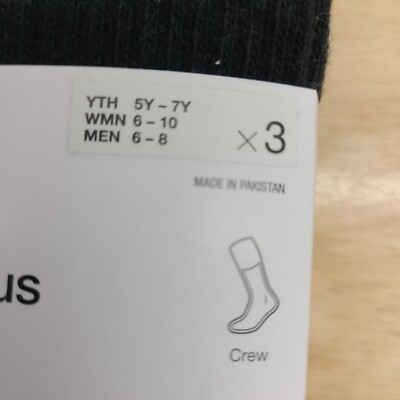 YTH 5Y – 7Y
WMN 6 – 10
MEN 6 – 8
×3
MADE IN PAKISTAN
us
Crew